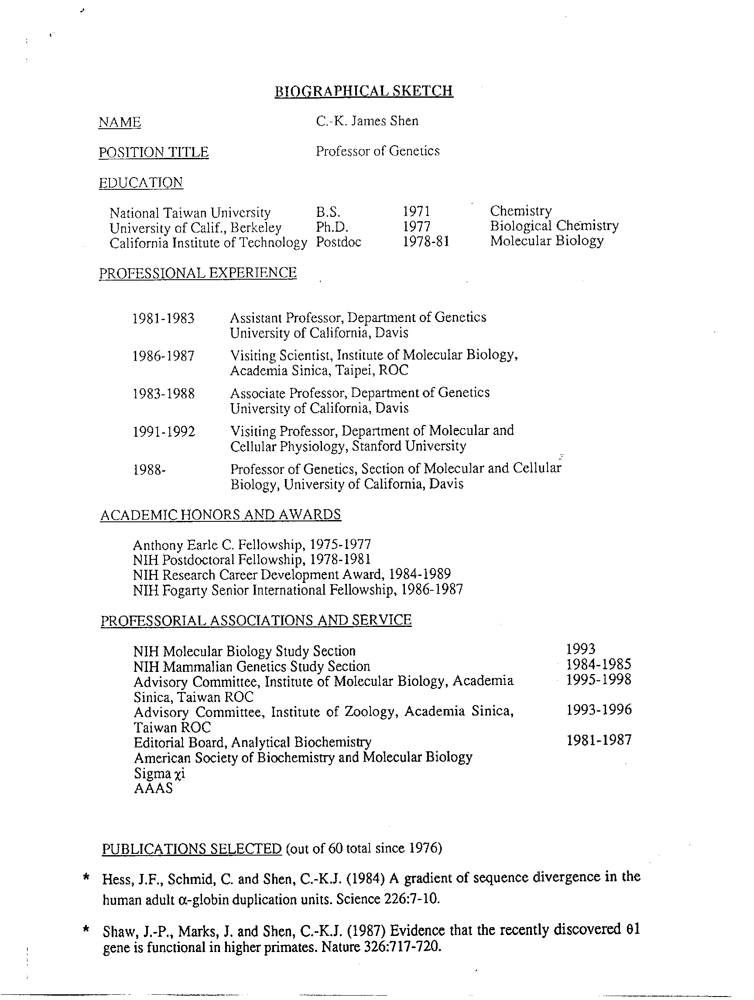 BIOGRAPHICAL SKETCH
NAME C.-K. James Shen
POSITION TITLE Professor of Genetics
EDUCATION
National Taiwan University B.S. 1971 Chemistry
University of Calif., Berkeley Ph.D. 1977 Biological Chemistry
California Institute of Technology Postdoc 1978-81 Molecular Biology
PROFESSIONAL EXPERIENCE
1981-1983 Assistant Professor, Department of Genetics
University of California, Davis
1986-1987 Visiting Scientist, Institute of Molecular Biology,
Academia Sinica, Taipei, ROC
1983-1988 Associate Professor, Department of Genetics
University of California, Davis
1991-1992 Visiting Professor, Department of Molecular and
Cellular Physiology, Stanford University
1988- Professor of Genetics, Section of Molecular and Cellular
Biology, University of California, Davis
ACADEMIC HONORS AND AWARDS
Anthony Earle C. Fellowship, 1975-1977
NIH Postdoctoral Fellowship, 1978-1981
NIH Research Career Development Award, 1984-1989
NIH Fogarty Senior International Fellowship, 1986-1987
PROFESSORIAL ASSOCIATIONS AND SERVICE
NIH Molecular Biology Study Section 1993
NIH Mammalian Genetics Study Section 1984-1985
Advisory Committee, Institute of Molecular Biology, Academia 1995-1998
Sinica, Taiwan ROC
Advisory Committee, Institute of Zoology, Academia Sinica, 1993-1996
Taiwan ROC
Editorial Board, Analytical Biochemistry 1981-1987
American Society of Biochemistry and Molecular Biology
Sigma χi
AAAS
PUBLICATIONS SELECTED (out of 60 total since 1976)
* Hess, J.F., Schmid, C. and Shen, C.-K.J. (1984) A gradient of sequence divergence in the
human adult α-globin duplication units. Science 226:7-10.
* Shaw, J.-P., Marks, J. and Shen, C.-K.J. (1987) Evidence that the recently discovered θ1
gene is functional in higher primates. Nature 326:717-720.